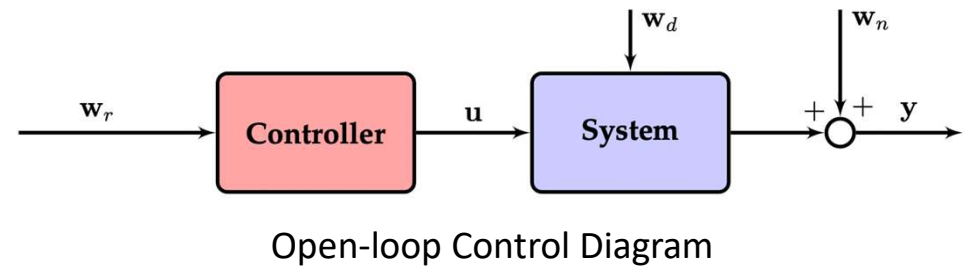 w_d
w_n
w_r
+ +
u
y
Controller
System
Open-loop Control Diagram